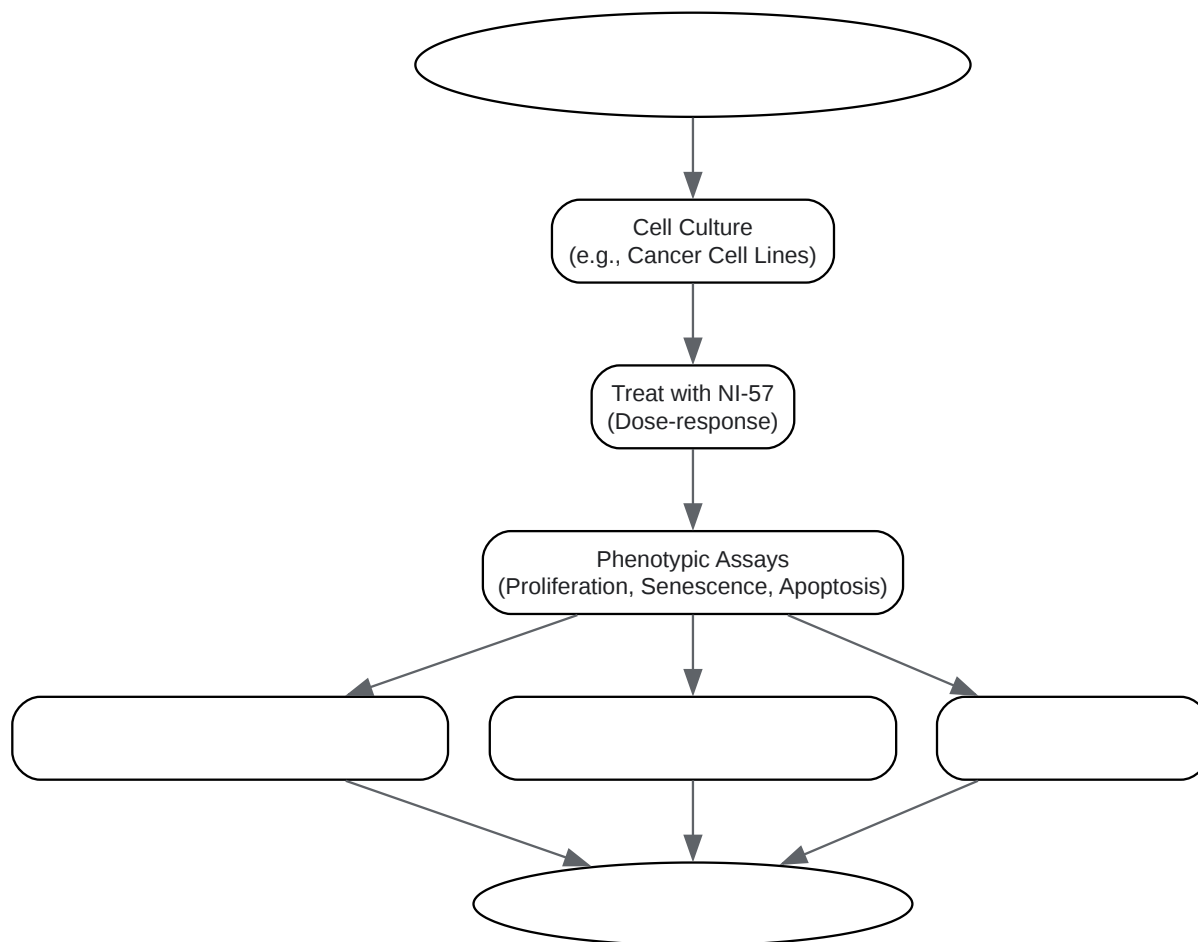 Cell Culture
(e.g., Cancer Cell Lines)
Treat with NI-57
(Dose-response)
Phenotypic Assays
(Proliferation, Senescence, Apoptosis)